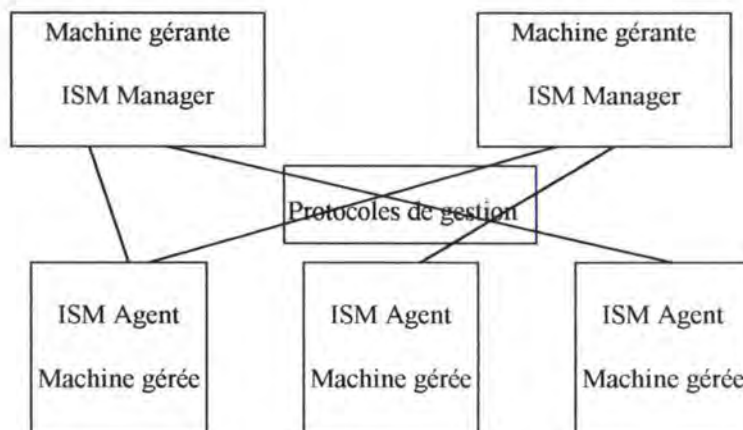 Machine gérante
ISM Manager
Machine gérante
ISM Manager
Protocoles de gestion
ISM Agent
Machine gérée
ISM Agent
Machine gérée
ISM Agent
Machine gérée